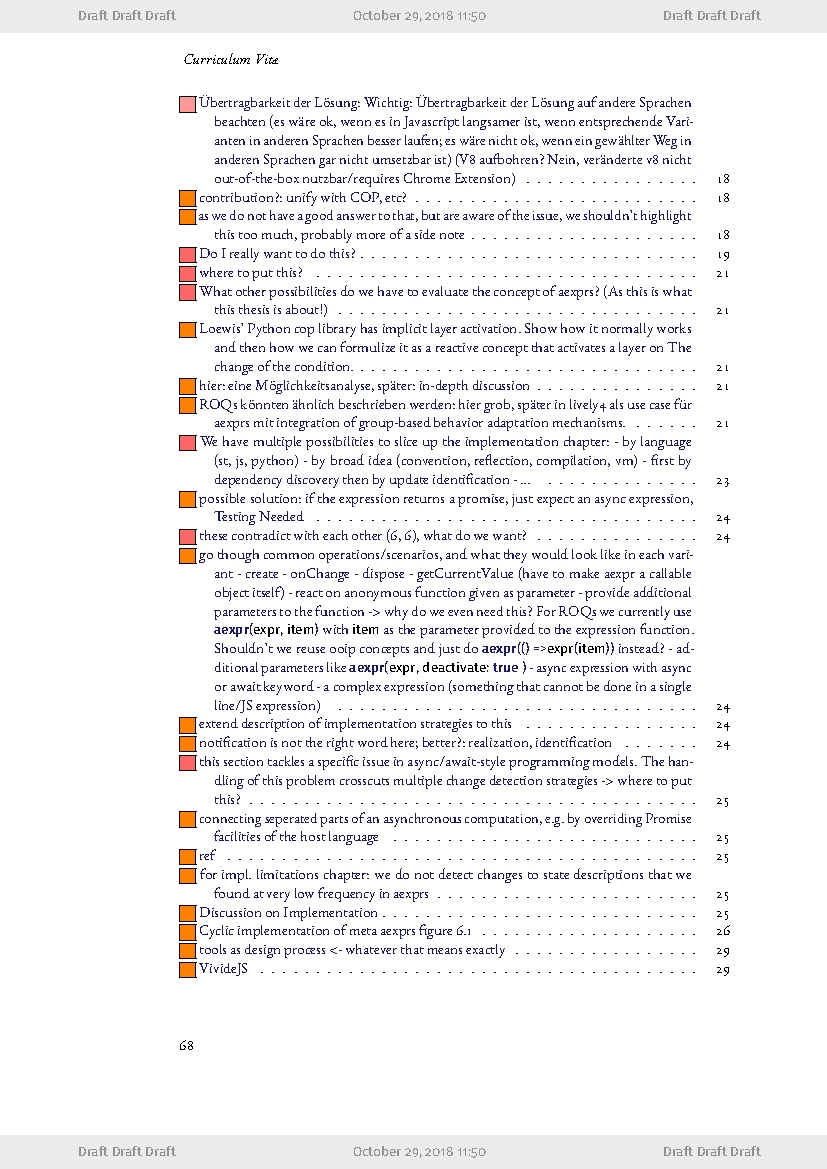 Draft Draft Draft October 29, 2018 11:50 Draft Draft Draft
Curriculum Vitæ
Übertragbarkeit der Lösung: Wichtig: Übertragbarkeit der Lösung auf andere Sprachen
beachten (es wäre ok, wenn es in Javascript langsamer ist, wenn entsprechende Vari-
anten in anderen Sprachen besser laufen; es wäre nicht ok, wenn ein gewählter Weg in
anderen Sprachen gar nicht umsetzbar ist) (V8 aufbohren? Nein, veränderte v8 nicht
out-of-the-box nutzbar/requires Chrome Extension) . . . . . . . . . . . . . . . . 18
contribution?: unify with COP, etc? . . . . . . . . . . . . . . . . . . . . . . . . . . 18
as we do not have a good answer to that, but are aware of the issue, we shouldn't highlight
this too much, probably more of a side note . . . . . . . . . . . . . . . . . . . . . 18
Do I really want to do this? . . . . . . . . . . . . . . . . . . . . . . . . . . . . . . . 19
where to put this? . . . . . . . . . . . . . . . . . . . . . . . . . . . . . . . . . . . 21
What other possibilities do we have to evaluate the concept of aexprs? (As this is what
this thesis is about!) . . . . . . . . . . . . . . . . . . . . . . . . . . . . . . . . . 21
Loewis' Python cop library has implicit layer activation. Show how it normally works
and then how we can formulize it as a reactive concept that activates a layer on The
change of the condition. . . . . . . . . . . . . . . . . . . . . . . . . . . . . . . . 21
hier: eine Möglichkeitsanalyse, später: in-depth discussion . . . . . . . . . . . . . . . 21
ROQs könnten ähnlich beschrieben werden: hier grob, später in lively4 als use case für
aexprs mit integration of group-based behavior adaptation mechanisms. . . . . . . 21
We have multiple possibilities to slice up the implementation chapter: - by language
(st, js, python) - by broad idea (convention, reflection, compilation, vm) - first by
dependency discovery then by update identification - ... . . . . . . . . . . . . . . 23
possible solution: if the expression returns a promise, just expect an async expression,
Testing Needed . . . . . . . . . . . . . . . . . . . . . . . . . . . . . . . . . . . 24
these contradict with each other (6, 6), what do we want? . . . . . . . . . . . . . . . 24
go though common operations/scenarios, and what they would look like in each vari-
ant - create - onChange - dispose - getCurrentValue (have to make aexpr a callable
object itself) - react on anonymous function given as parameter - provide additional
parameters to the function -> why do we even need this? For ROQs we currently use
aexpr(expr, item) with item as the parameter provided to the expression function.
Shouldn't we reuse ooip concepts and just do aexpr(() =>expr(item)) instead? - ad-
ditional parameters like aexpr(expr, deactivate: true ) - async expression with async
or await keyword - a complex expression (something that cannot be done in a single
line/JS expression) . . . . . . . . . . . . . . . . . . . . . . . . . . . . . . . . . 24
extend description of implementation strategies to this . . . . . . . . . . . . . . . . 24
notification is not the right word here; better?: realization, identification . . . . . . . 24
this section tackles a specific issue in async/await-style programming models. The han-
dling of this problem crosscuts multiple change detection strategies -> where to put
this? . . . . . . . . . . . . . . . . . . . . . . . . . . . . . . . . . . . . . . . . . 25
connecting seperated parts of an asynchronous computation, e.g. by overriding Promise
facilities of the host language . . . . . . . . . . . . . . . . . . . . . . . . . . . . 25
ref . . . . . . . . . . . . . . . . . . . . . . . . . . . . . . . . . . . . . . . . . . . 25
for impl. limitations chapter: we do not detect changes to state descriptions that we
found at very low frequency in aexprs . . . . . . . . . . . . . . . . . . . . . . . . 25
Discussion on Implementation . . . . . . . . . . . . . . . . . . . . . . . . . . . . . 25
Cyclic implementation of meta aexprs figure 6.1 . . . . . . . . . . . . . . . . . . . . 26
tools as design process <- whatever that means exactly . . . . . . . . . . . . . . . . . 29
VivideJS . . . . . . . . . . . . . . . . . . . . . . . . . . . . . . . . . . . . . . . . 29
68
Draft Draft Draft October 29, 2018 11:50 Draft Draft Draft